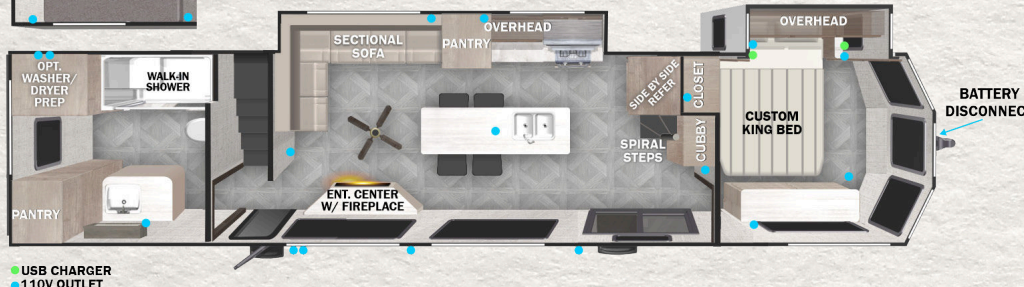 OVERHEAD
OVERHEAD
SECTIONAL
SOFA
PANTRY
OPT.
WASHER/
DRYER
PREP
WALK-IN
SHOWER
SIDE BY SIDE
REFER
CLOSET
BATTERY
DISCONNEC
CUSTOM
KING BED
SPIRAL
STEPS
CUBBY
ENT. CENTER
W/ FIREPLACE
PANTRY
USB CHARGER
110V OUTLET